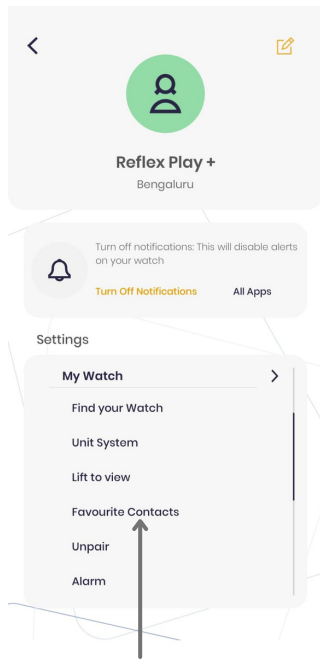 Reflex Play +
Bengaluru
Turn off notifications: This will disable alerts
on your watch
Turn Off Notifications All Apps
Settings
My Watch
Find your Watch
Unit System
Lift to view
Favourite Contacts
Unpair
Alarm